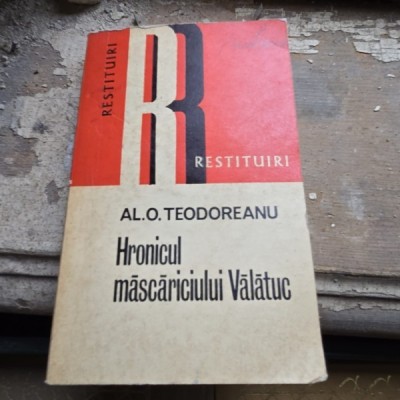 RESTITUIRI
R
RESTITUIRI
AL.O.TEODOREANU
Hronicul
măscăriciului Vălătuc